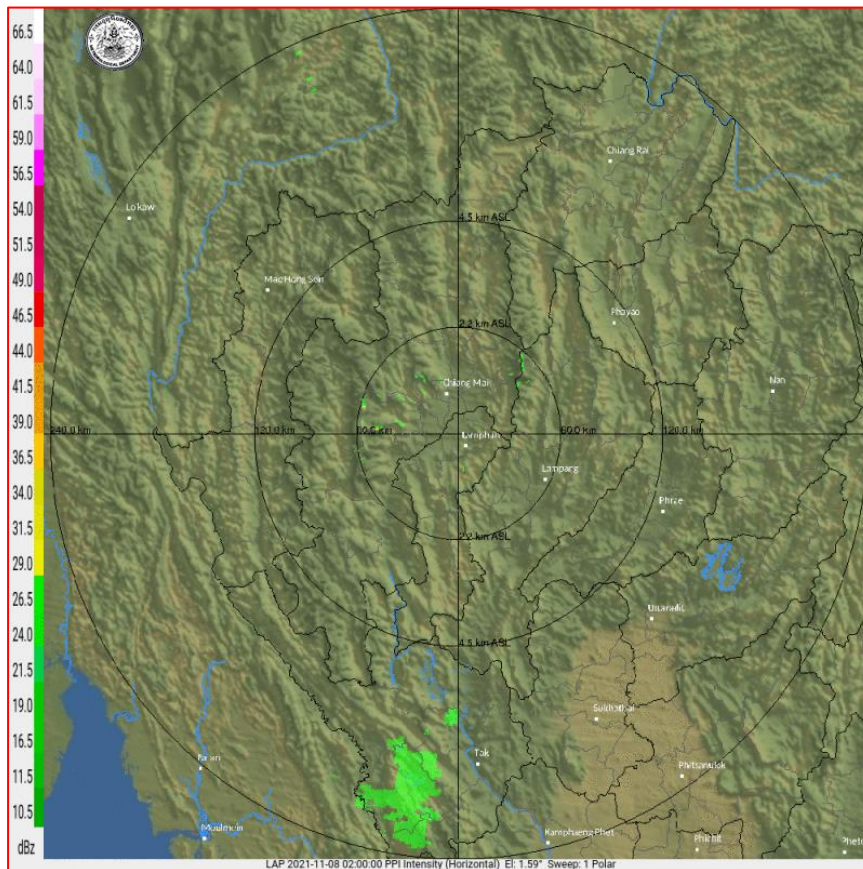 66.5
64.0
61.5
59.0
56.5
54.0
51.5
49.0
46.5
44.0
41.5
39.0
36.5
34.0
31.5
29.0
26.5
24.0
21.5
19.0
16.5
11.5
10.5
dBz
Chiang Rai
Loikaw
4.5 km ASL
Mae Hong Son
Phayao
2.2 km ASL
Chiang Mai
Nan
240.0 km
120.0 km
60.0 km
60.0 km
120.0 km
Lamphun
Lampang
Phrae
2.2 km ASL
Uttaradit
4.5 km ASL
Sukhothai
Tak
Pa-an
Phitsanulok
Moulmein
Kamphaeng Phet
Phichit
LAP 2021-11-08 02:00:00 PPI Intensity (Horizontal) El: 1.59° Sweep: 1 Polar